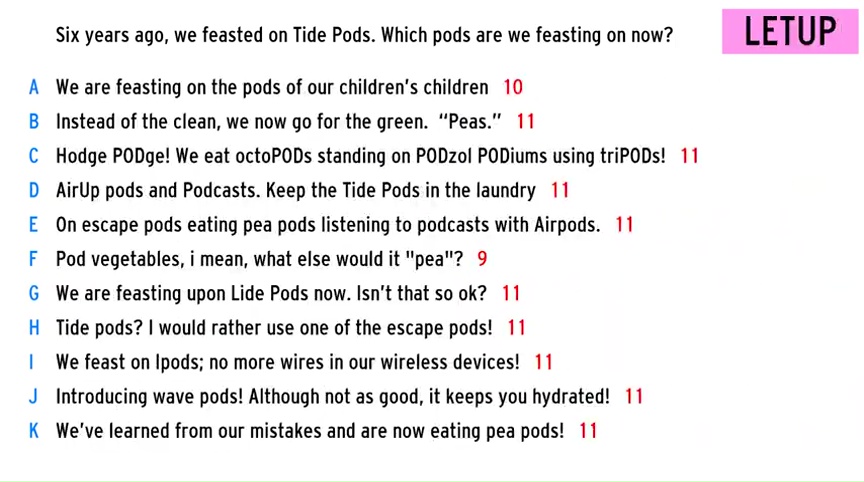 Six years ago, we feasted on Tide Pods. Which pods are we feasting on now?
LETUP
A We are feasting on the pods of our children's children 10
B Instead of the clean, we now go for the green. “Peas.” 11
C Hodge PODge! We eat octoPODs standing on PODzol PODiums using triPODs! 11
D AirUp pods and Podcasts. Keep the Tide Pods in the laundry 11
E On escape pods eating pea pods listening to podcasts with Airpods. 11
F Pod vegetables, i mean, what else would it "pea"? 9
G We are feasting upon Lide Pods now. Isn't that so ok? 11
H Tide pods? I would rather use one of the escape pods! 11
I We feast on Ipods; no more wires in our wireless devices! 11
J Introducing wave pods! Although not as good, it keeps you hydrated! 11
K We've learned from our mistakes and are now eating pea pods! 11